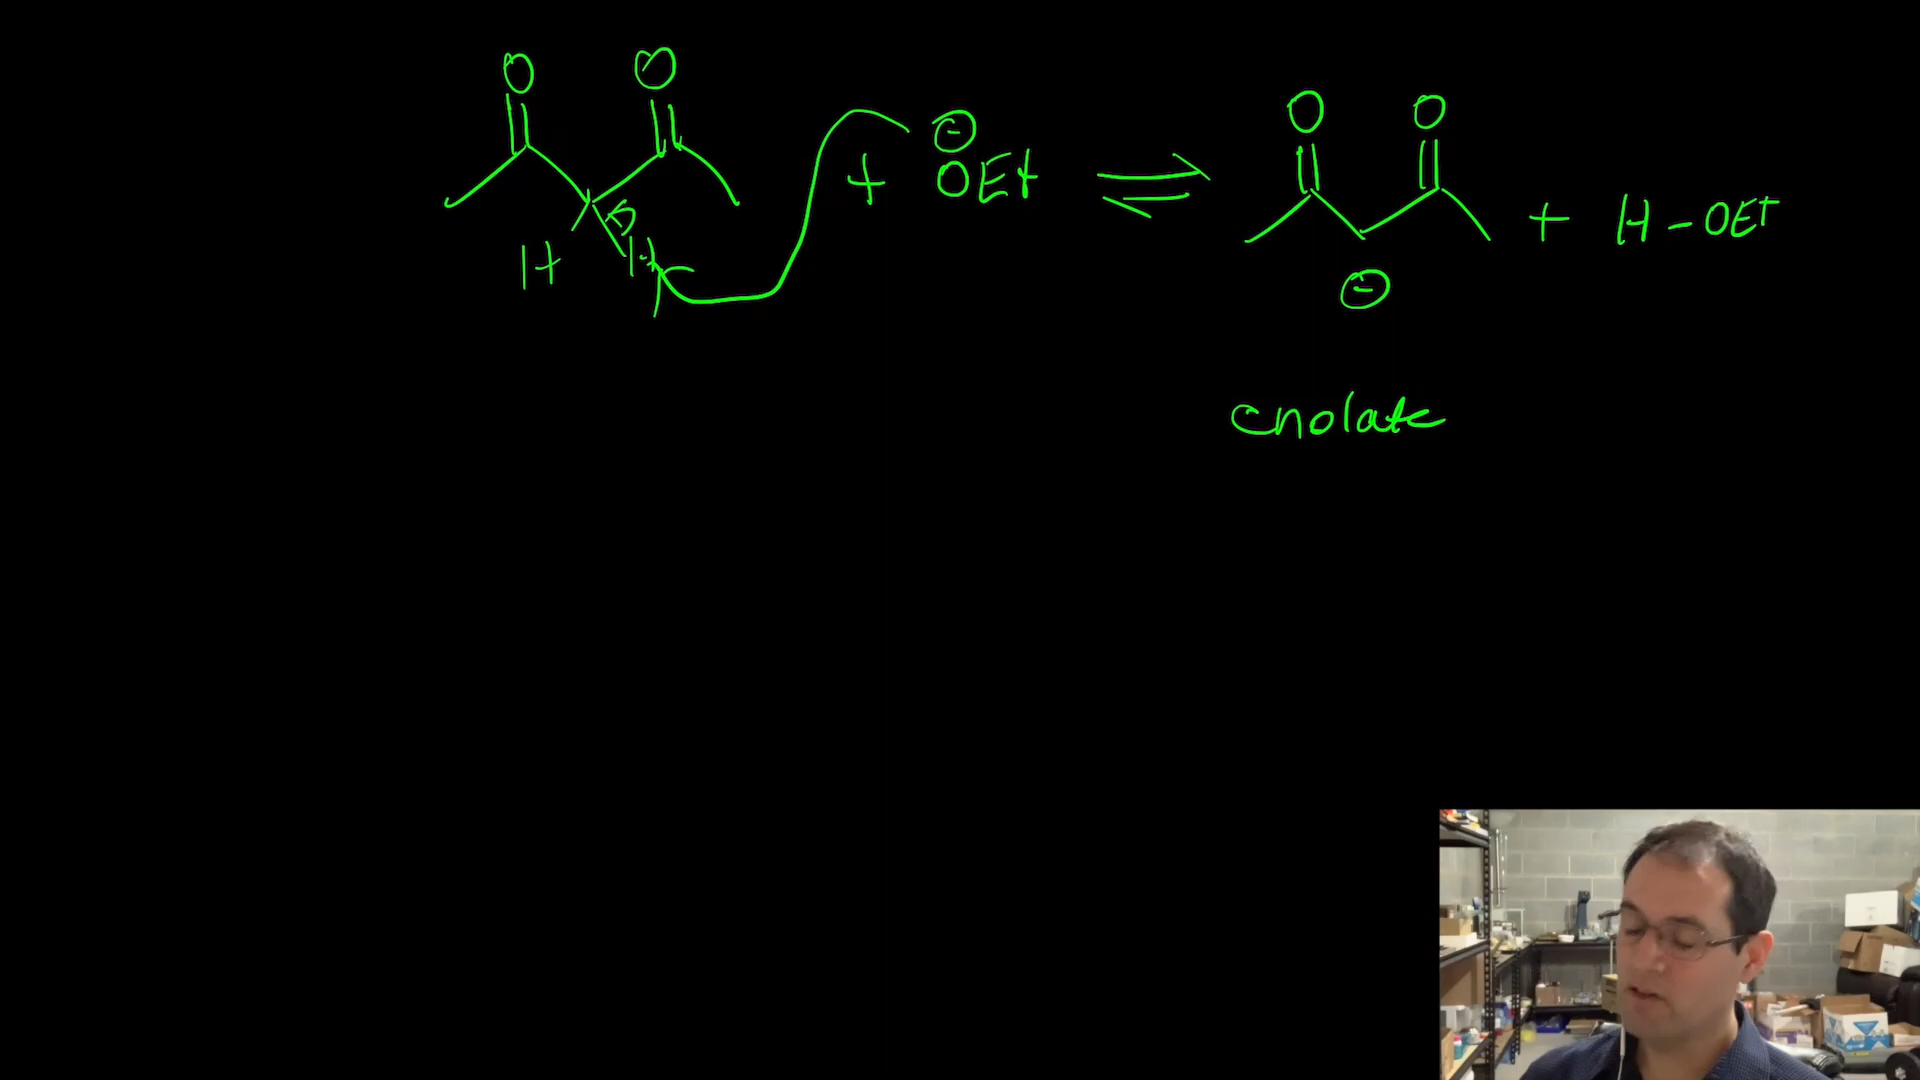 O O
H H + ⊖ OEt ⇌ O O ⊖ + H-OEt
enolate